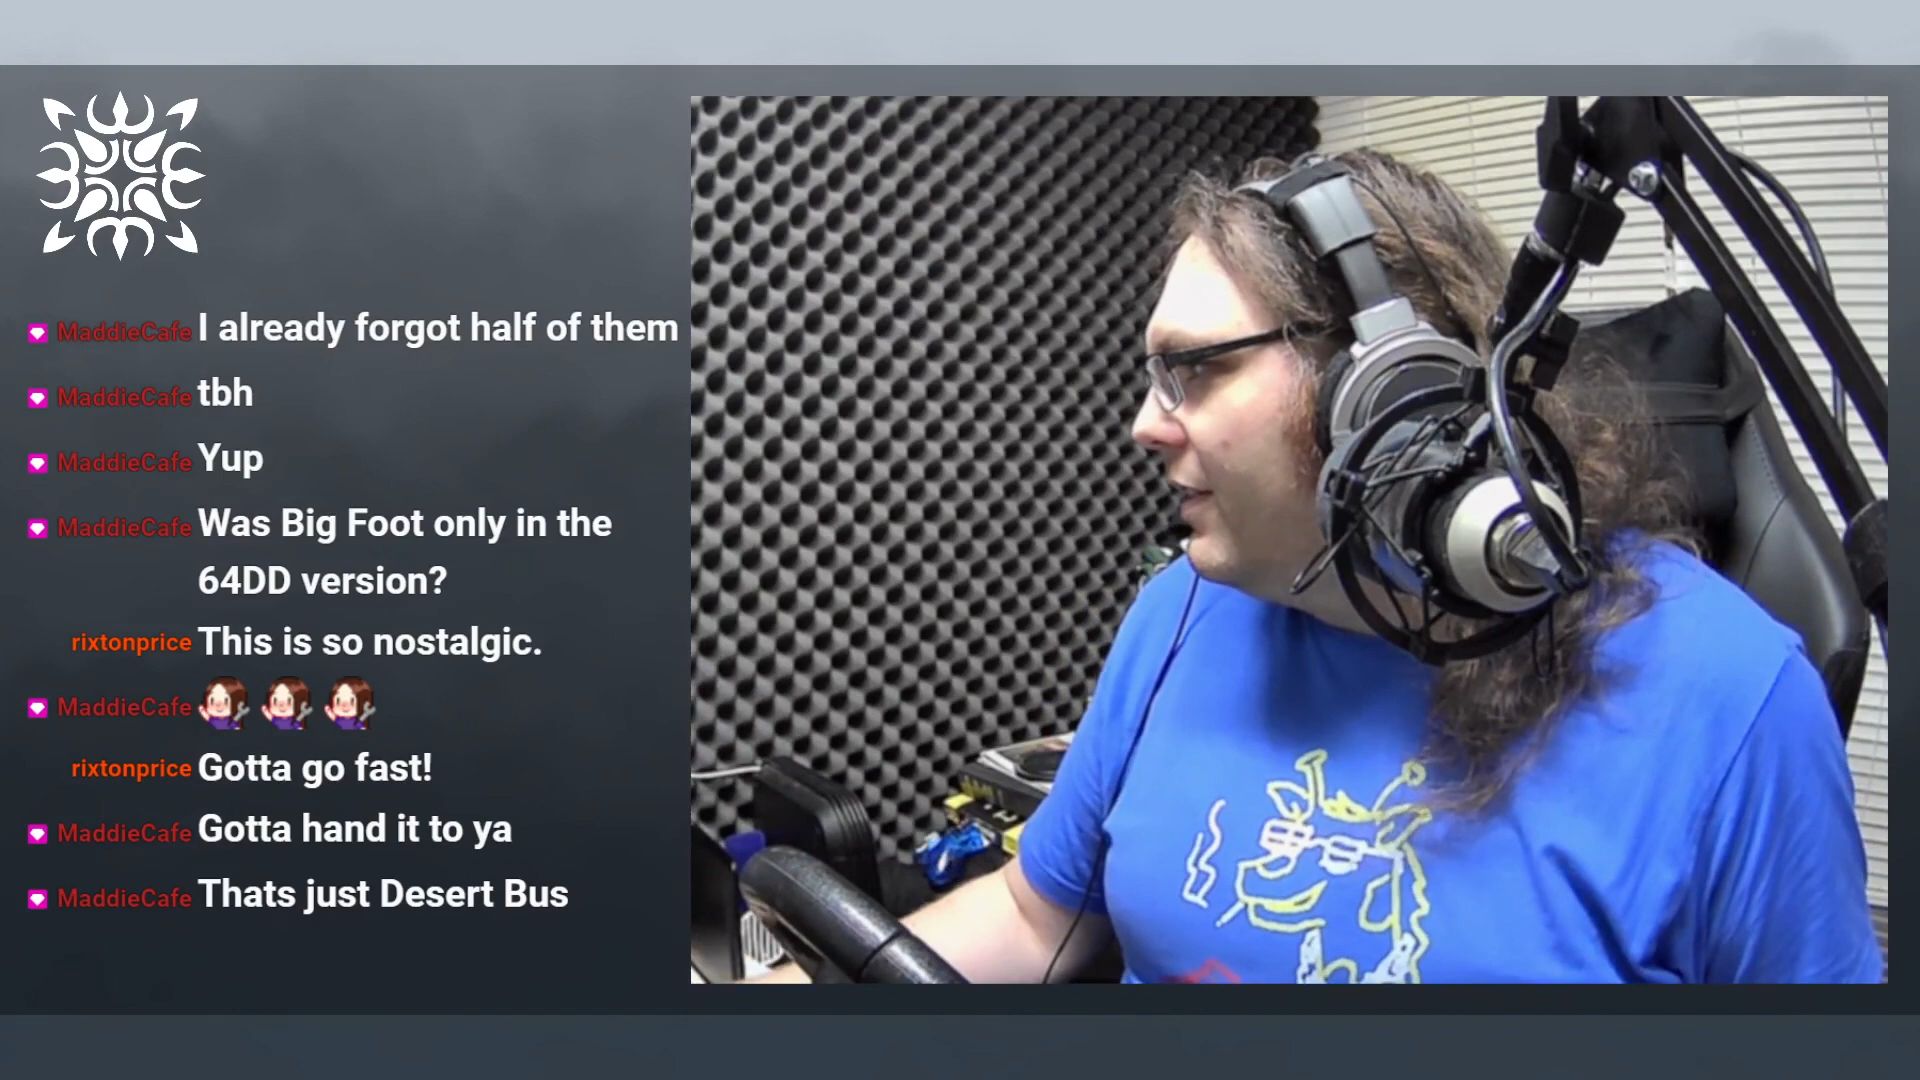 MaddieCafe I already forgot half of them
MaddieCafe tbh
MaddieCafe Yup
MaddieCafe Was Big Foot only in the
64DD version?
rixtonprice This is so nostalgic.
MaddieCafe
rixtonprice Gotta go fast!
MaddieCafe Gotta hand it to ya
MaddieCafe Thats just Desert Bus